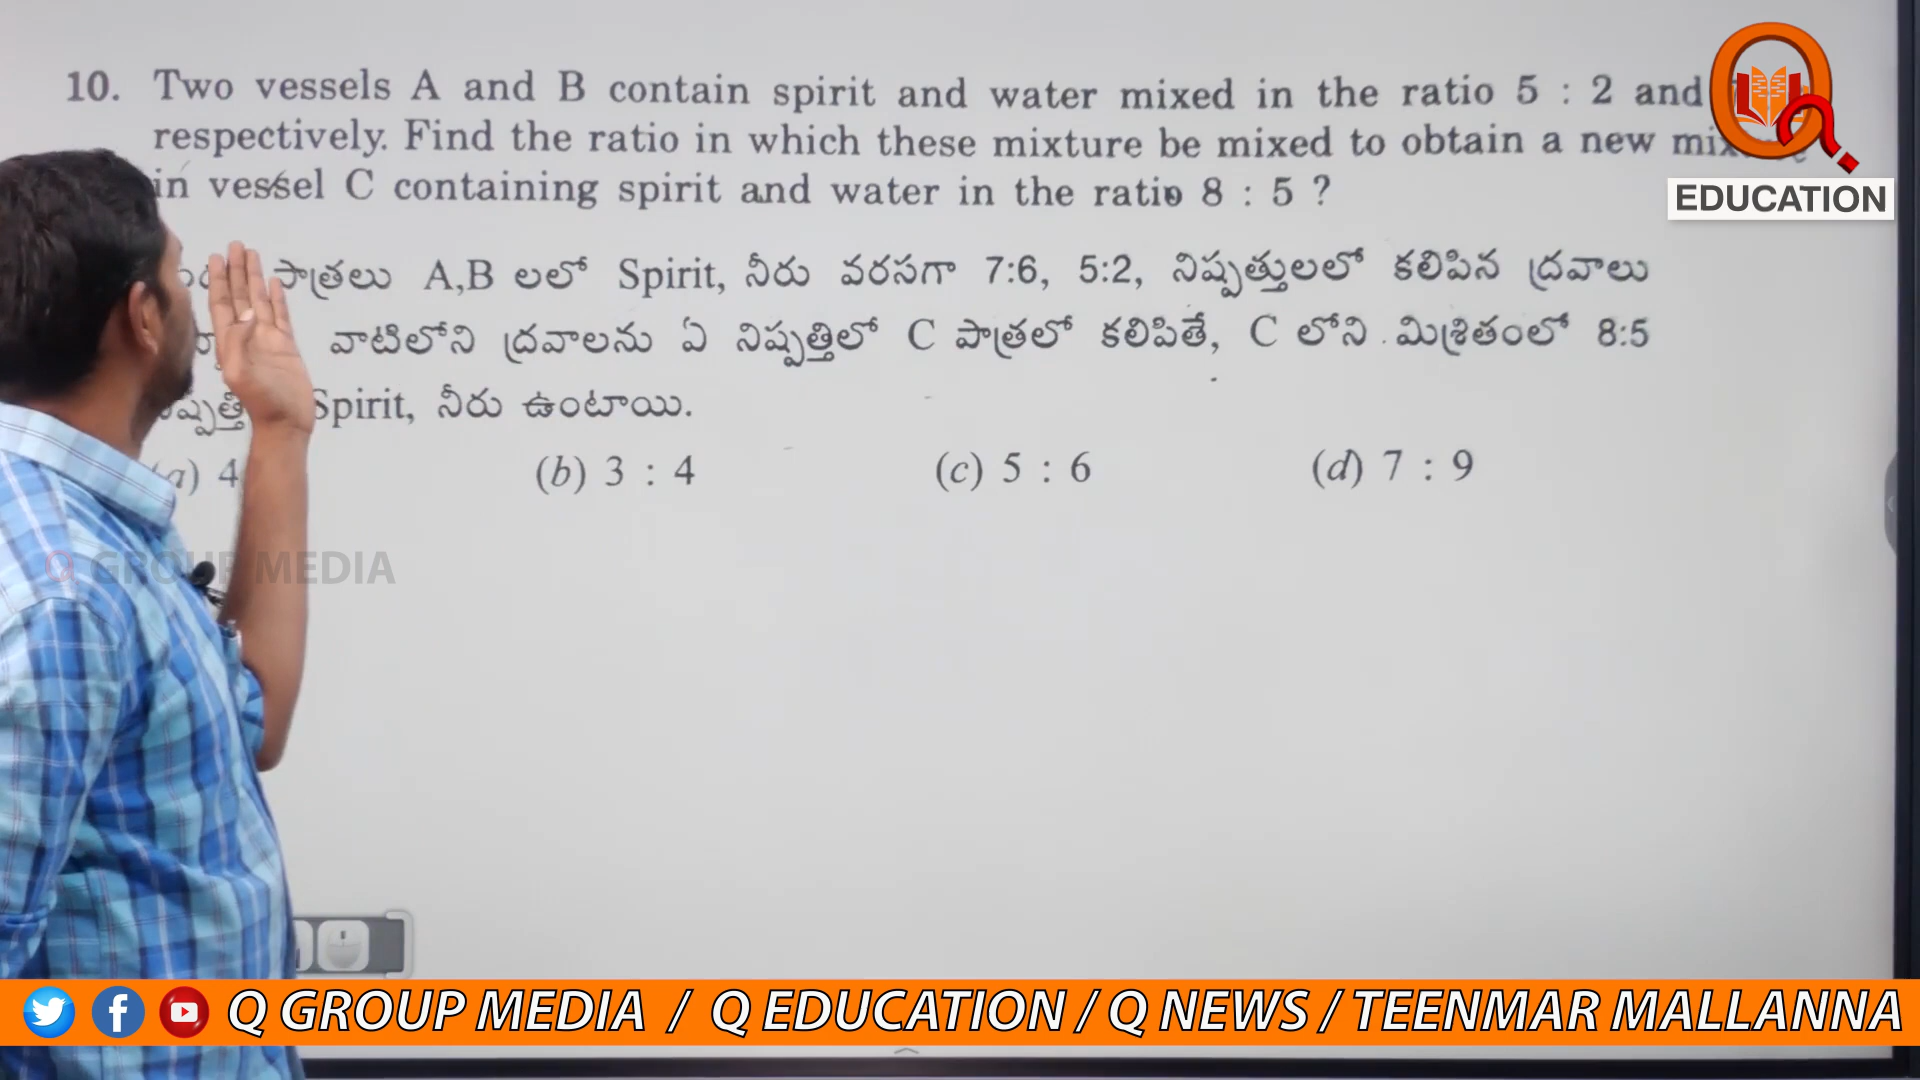 10. Two vessels A and B contain spirit and water mixed in the ratio 5 : 2 and
respectively. Find the ratio in which these mixture be mixed to obtain a new
in vessel C containing spirit and water in the ratio 8 : 5 ?
EDUCATION
పాత్రలు A,B లలో Spirit, నీరు వరసగా 7:6, 5:2, నిష్పత్తులలో కలిపిన ద్రవాలు
వాటిలోని ద్రవాలను ఏ నిష్పత్తిలో C పాత్రలో కలిపితే, C లోని మిశ్రితంలో 8:5
Spirit, నీరు ఉంటాయి.
(a) 4 (b) 3 : 4 (c) 5 : 6 (d) 7 : 9
Q GROUP MEDIA
Q GROUP MEDIA / Q EDUCATION / Q NEWS / TEENMAR MALLANNA